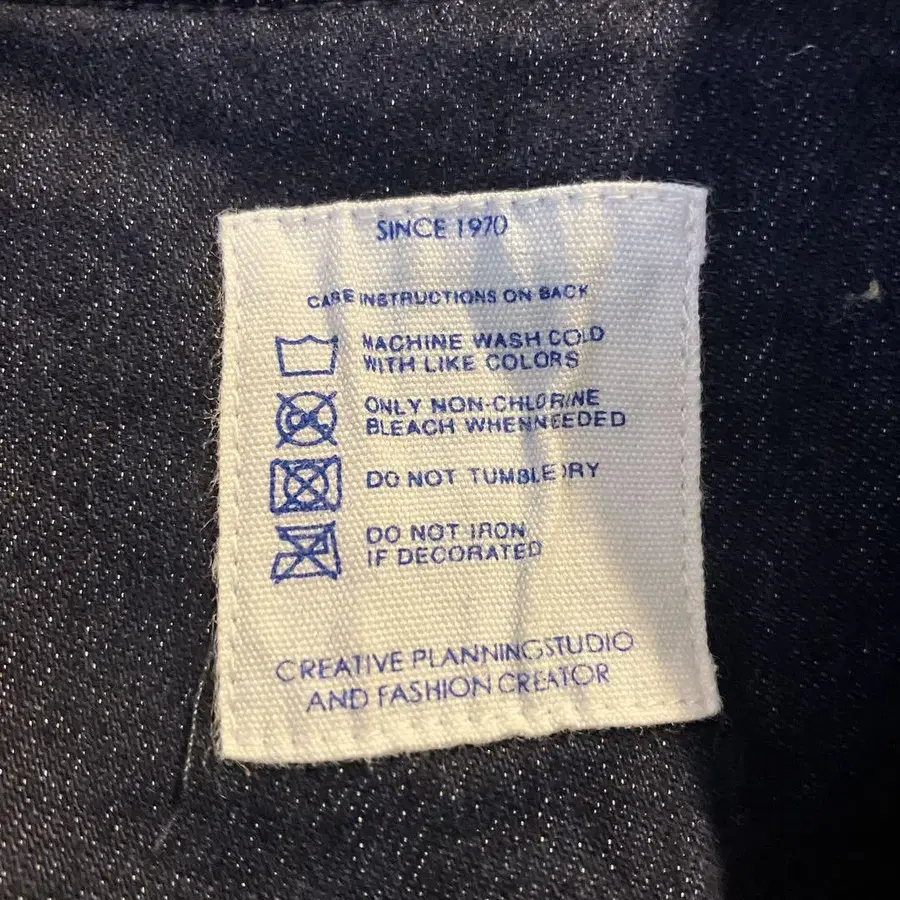 SINCE 1970
CARE INSTRUCTIONS ON BACK
MACHINE WASH COLD
WITH LIKE COLORS
ONLY NON-CHLORINE
BLEACH WHENNEEDED
DO NOT TUMBLE DRY
DO NOT IRON
IF DECORATED
CREATIVE PLANNINGSTUDIO
AND FASHION CREATOR